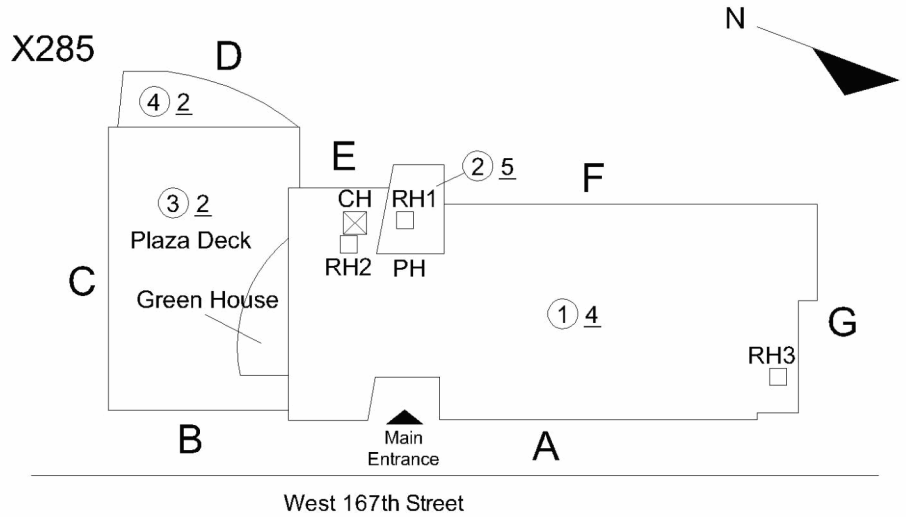 N
X285
D
④ 2
E
② 5
F
CH RH1
③ 2
Plaza Deck
RH2 PH
C
Green House
① 4
G
RH3
B
Main
Entrance
A
West 167th Street